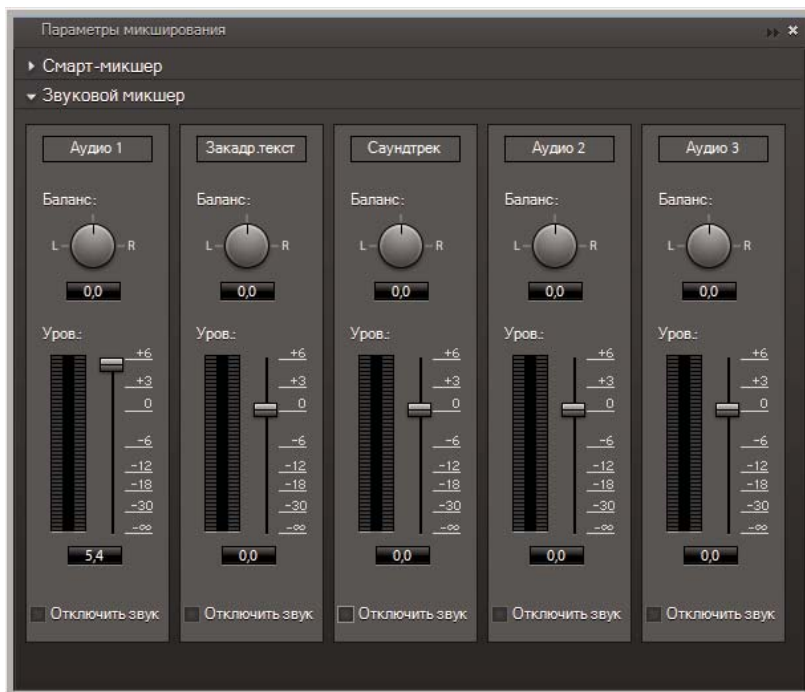 Параметры микширования
Смарт-микшер
Звуковой микшер
Аудио 1 Закадр.текст Саундтрек Аудио 2 Аудио 3
Баланс: Баланс: Баланс: Баланс: Баланс:
L R L R L R L R L R
0,0 0,0 0,0 0,0 0,0
Уров.: Уров.: Уров.: Уров.: Уров.:
+6 +6 +6 +6 +6
+3 +3 +3 +3 +3
0 0 0 0 0
−6 −6 −6 −6 −6
−12 −12 −12 −12 −12
−18 −18 −18 −18 −18
−30 −30 −30 −30 −30
−∞ −∞ −∞ −∞ −∞
5,4 0,0 0,0 0,0 0,0
Отключить звук Отключить звук Отключить звук Отключить звук Отключить звук